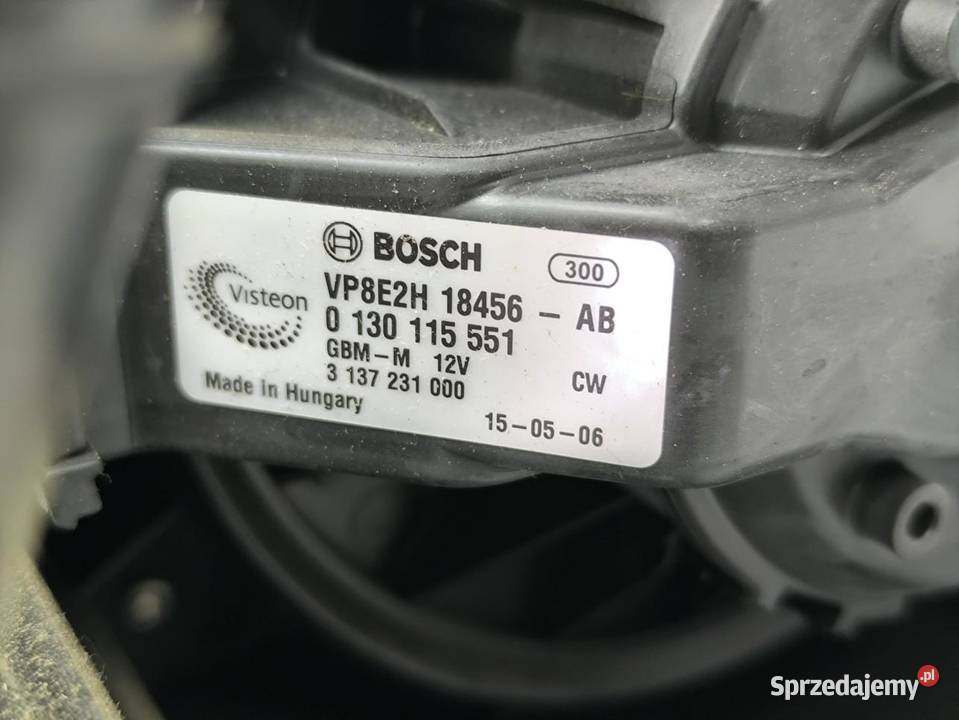 BOSCH
300
Visteon
VP8E2H 18456 - AB
0 130 115 551
GBM-M 12V
CW
3 137 231 000
Made in Hungary
15-05-06
Sprzedajemy.pl